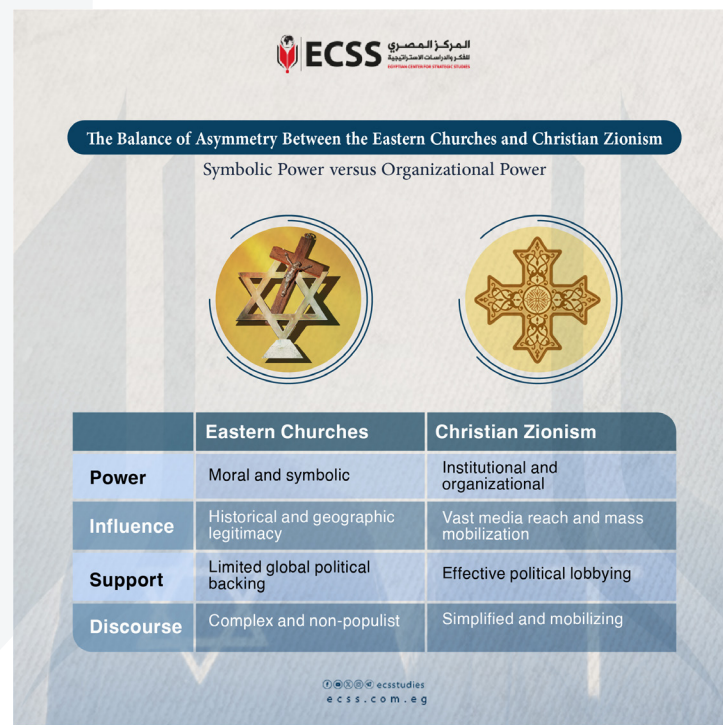 ECSS
المركز المصري
للفكر والدراسات الاستراتيجية
EGYPTIAN CENTER FOR STRATEGIC STUDIES
The Balance of Asymmetry Between the Eastern Churches and Christian Zionism
Symbolic Power versus Organizational Power
Eastern Churches
Christian Zionism
Power
Moral and symbolic
Institutional and
organizational
Influence
Historical and geographic
legitimacy
Vast media reach and mass
mobilization
Support
Limited global political
backing
Effective political lobbying
Discourse
Complex and non-populist
Simplified and mobilizing
ecsstudies
ecss.com.eg